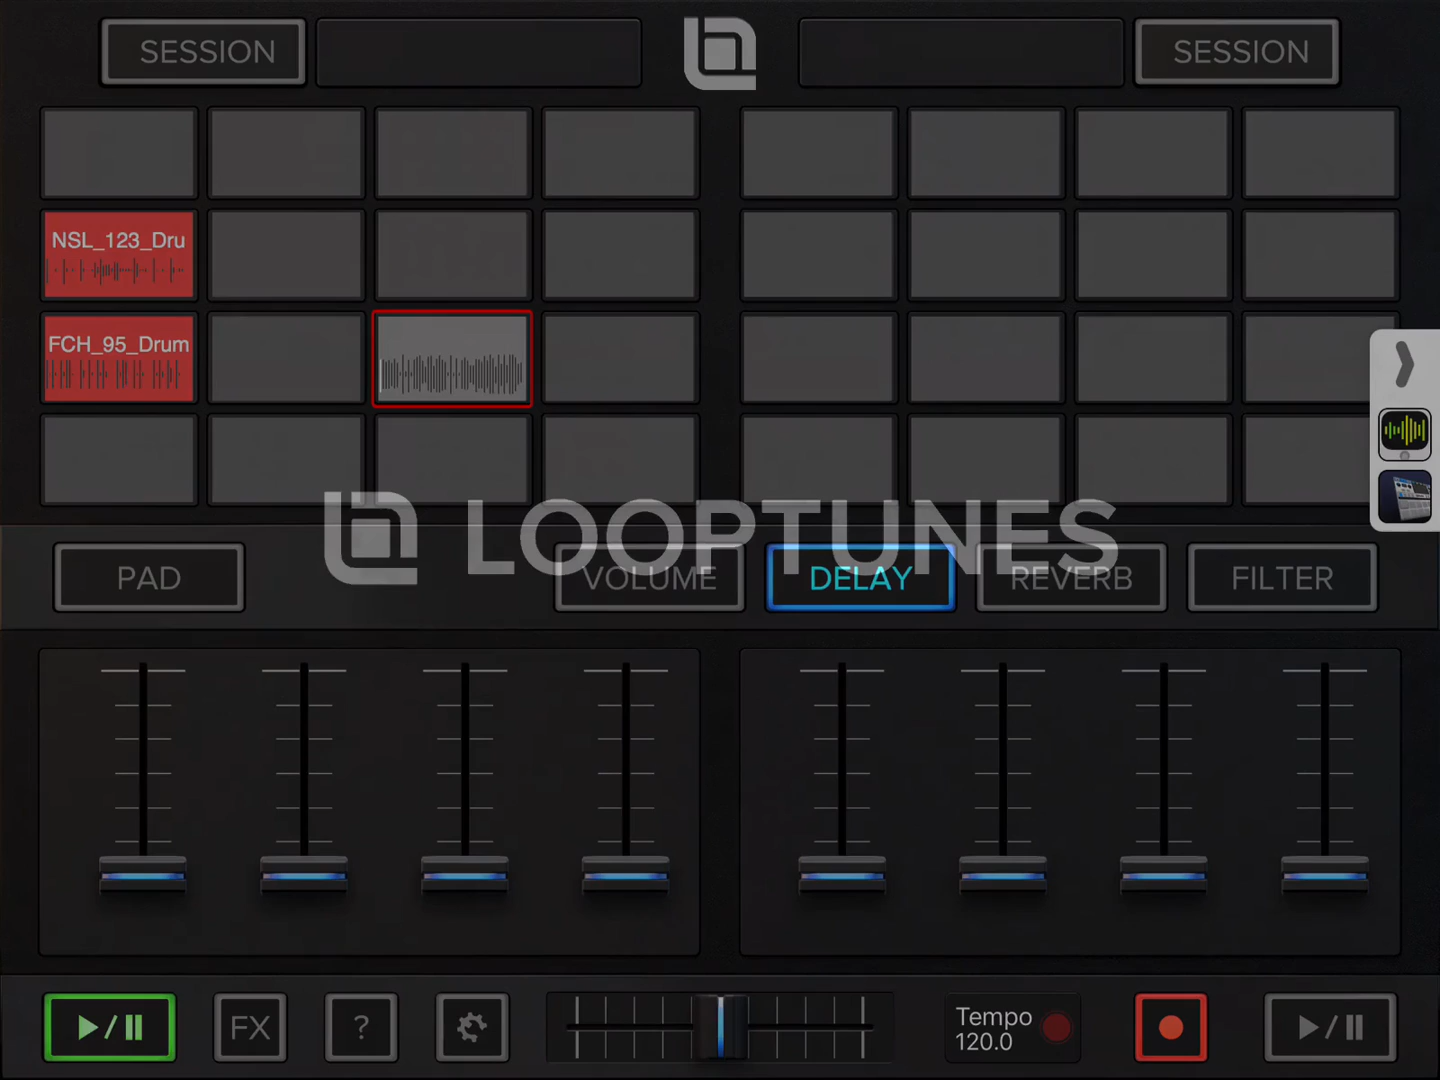 SESSION
SESSION
NSL_123_Dru
FCH_95_Drum
LOOPTUNES
PAD
VOLUME
DELAY
REVERB
FILTER
FX
?
Tempo
120.0